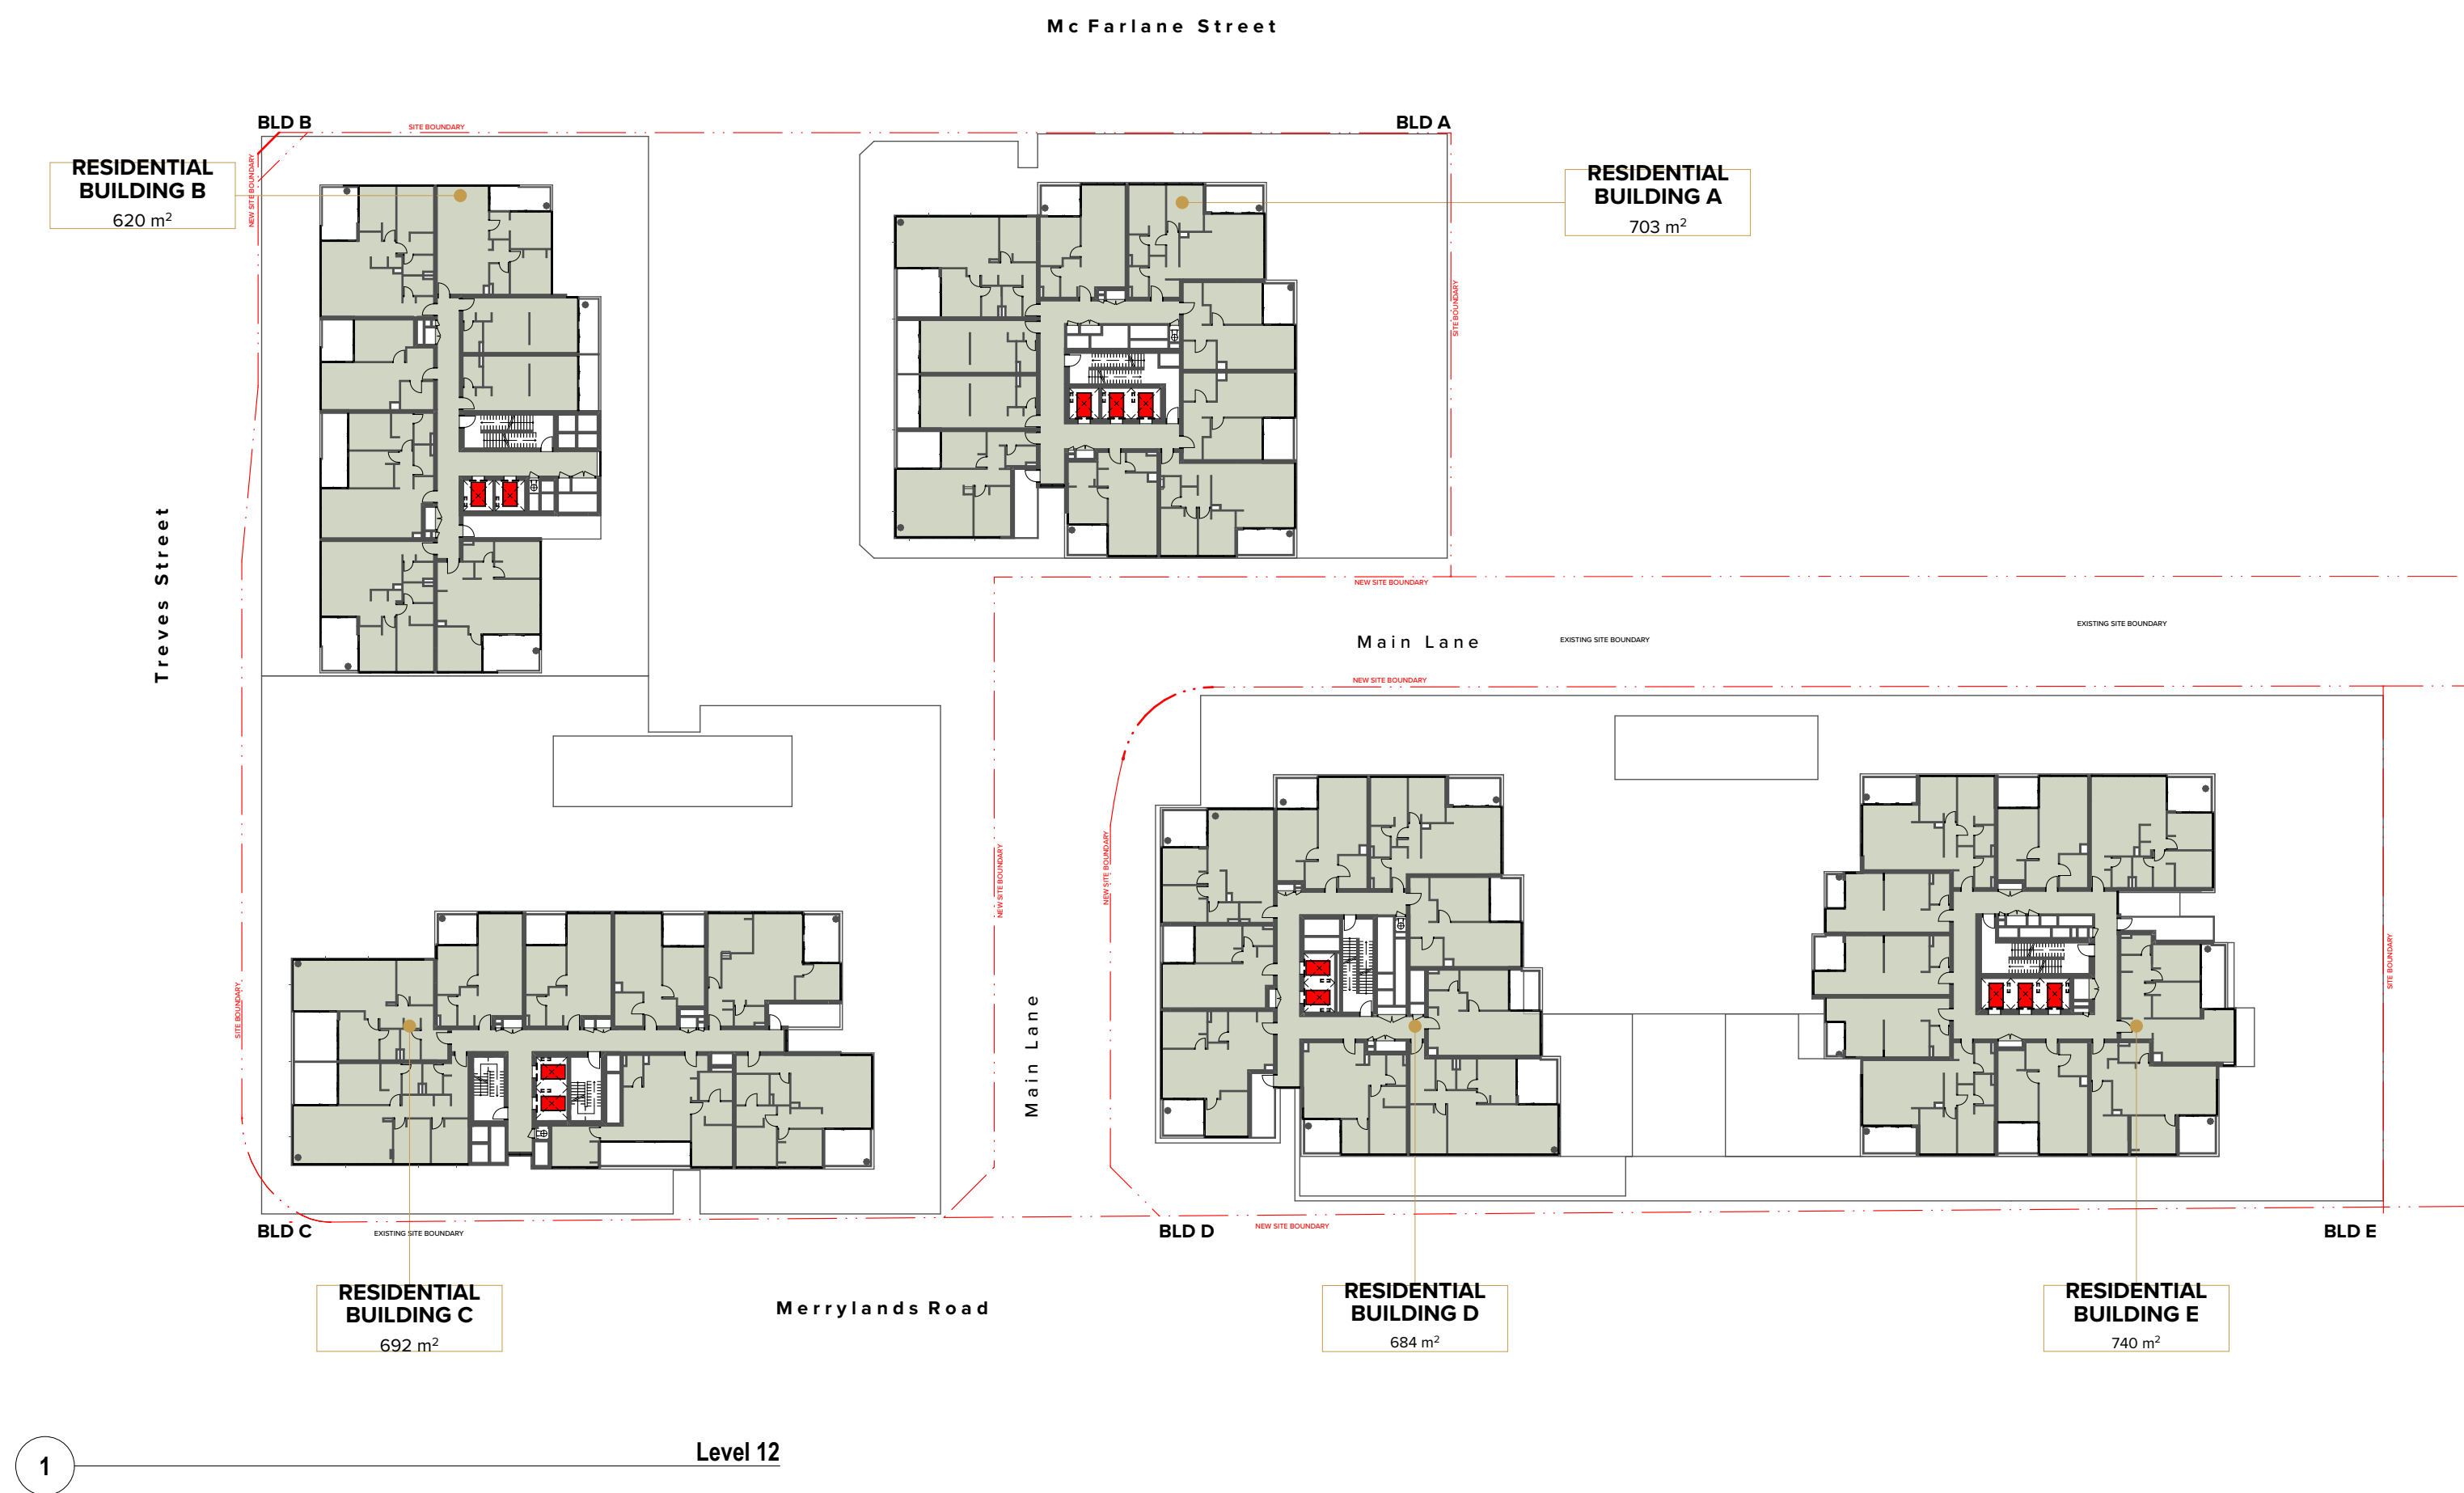 Mc Farlane Street
BLD B
SITE BOUNDARY
BLD A
NEW SITE BOUNDARY
RESIDENTIAL
BUILDING B
620 m²
RESIDENTIAL
BUILDING A
703 m²
SITE BOUNDARY
Treves Street
NEW SITE BOUNDARY
Main Lane
EXISTING SITE BOUNDARY
EXISTING SITE BOUNDARY
NEW SITE BOUNDARY
NEW SITE BOUNDARY
NEW SITE BOUNDARY
SITE BOUNDARY
SITE BOUNDARY
Main Lane
BLD C
EXISTING SITE BOUNDARY
BLD D
NEW SITE BOUNDARY
BLD E
RESIDENTIAL
BUILDING C
692 m²
Merrylands Road
RESIDENTIAL
BUILDING D
684 m²
RESIDENTIAL
BUILDING E
740 m²
1
Level 12